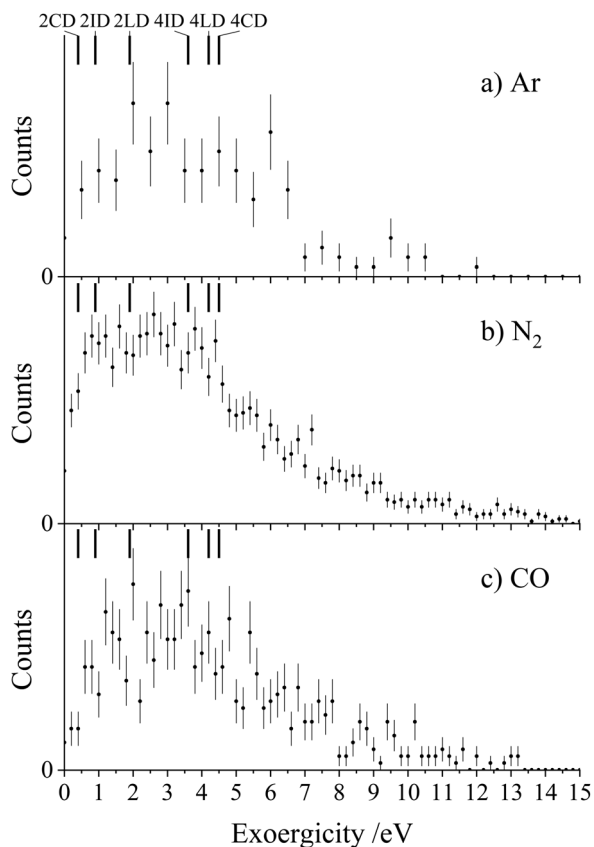 2CD 2ID 2LD 4ID 4LD 4CD
a) Ar
Counts
0
b) N₂
Counts
0
c) CO
Counts
0
0 1 2 3 4 5 6 7 8 9 10 11 12 13 14 15
Exoergicity /eV